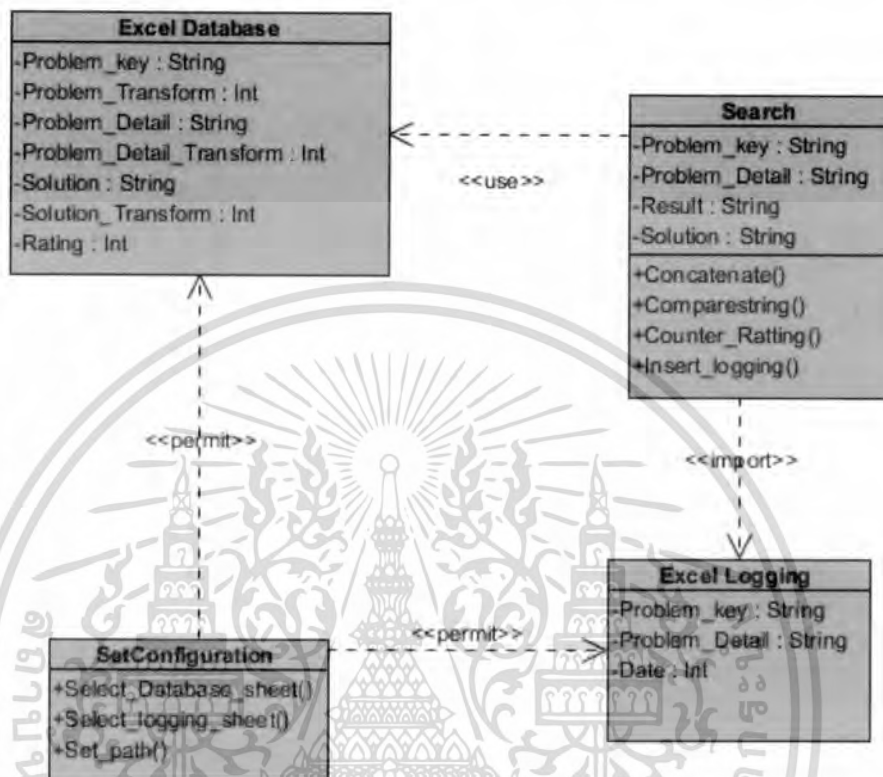 Excel Database
-Problem_key : String
-Problem_Transform : Int
-Problem_Detail : String
-Problem_Detail_Transform : Int
-Solution : String
-Solution_Transform : Int
-Rating : Int
<<use>>
Search
-Problem_key : String
-Problem_Detail : String
-Result : String
-Solution : String
+Concatenate()
+Comparestring()
+Counter_Ratting()
+Insert_logging()
<<permit>>
<<import>>
SetConfiguration
+Select_Database_sheet()
+Select_logging_sheet()
+Set_path()
<<permit>>
Excel Logging
-Problem_key : String
-Problem_Detail : String
-Date : Int